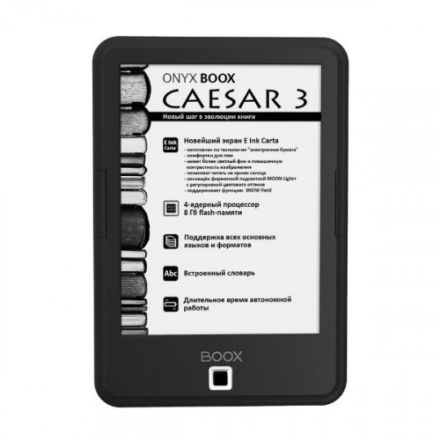 ONYX BOOX
CAESAR 3
Новый шаг в эволюции книги
E Ink
Carta
Новейший экран E Ink Carta
- изготовлен по технологии "электронная бумага"
- комфортен для глаз
- имеет более светлый фон и повышенную
контрастность изображения
- позволяет читать на ярком солнце
- оснащён фирменной подсветкой MOON Light+
с регулировкой цветового оттенка
- поддерживает функцию SNOW Field
4-ядерный процессор
8 Гб flash-памяти
Поддержка всех основных
языков и форматов
Abc
Встроенный словарь
Длительное время автономной
работы
BOOX